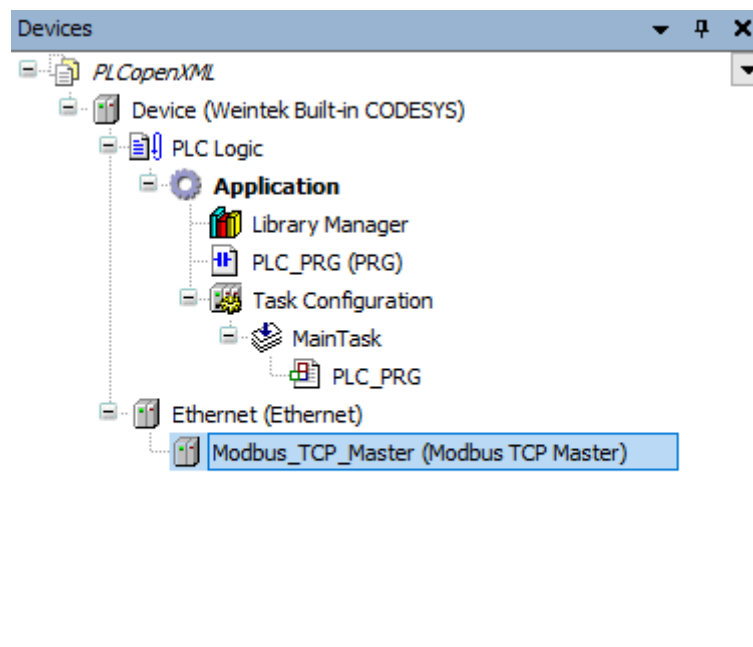 Devices
PLCopenXML
Device (Weintek Built-in CODESYS)
PLC Logic
Application
Library Manager
PLC_PRG (PRG)
Task Configuration
MainTask
PLC_PRG
Ethernet (Ethernet)
Modbus_TCP_Master (Modbus TCP Master)